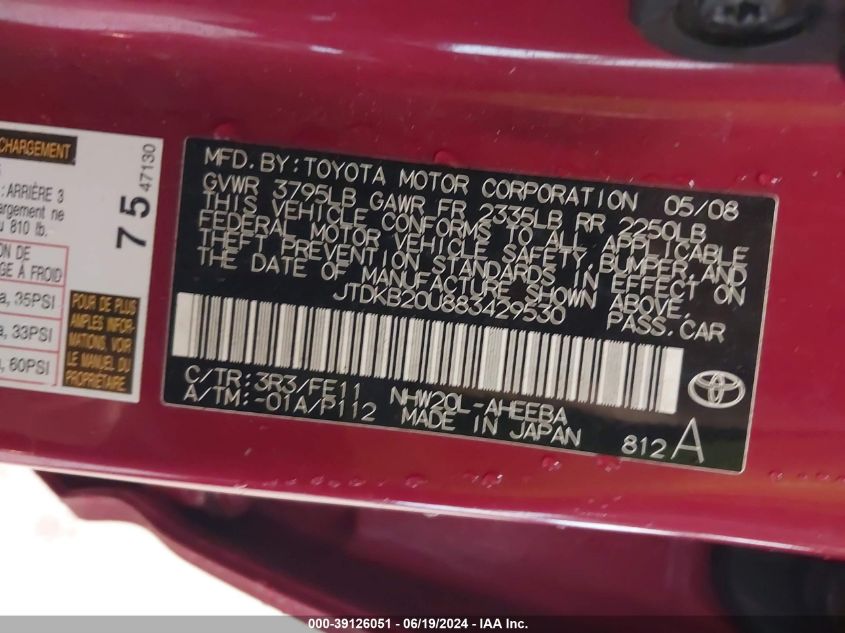 CHARGEMENT
: ARRIÈRE 3
argement ne
810 lb.
ON DE
GE À FROID
a, 35PSI
a, 33PSI
a, 60PSI
75
47130
POUR DE PLUS
AMPLES INFOR-
MATIONS, VOIR
LE MANUEL DU
PROPRIÉTAIRE
MFD. BY: TOYOTA MOTOR CORPORATION 05/08
GVWR 3795LB GAWR FR 2335LB RR 2250LB
THIS VEHICLE CONFORMS TO ALL APPLICABLE
FEDERAL MOTOR VEHICLE SAFETY, BUMPER, AND
THEFT PREVENTION STANDARDS IN EFFECT ON
THE DATE OF MANUFACTURE SHOWN ABOVE.
JTDKB20U883429530 PASS. CAR
C/TR: 3R3/FE11 NHW20L-AHEEBA
A/TM: -01A/P112 MADE IN JAPAN 812 A
TOYOTA
000-39126051 - 06/19/2024 - IAA Inc.